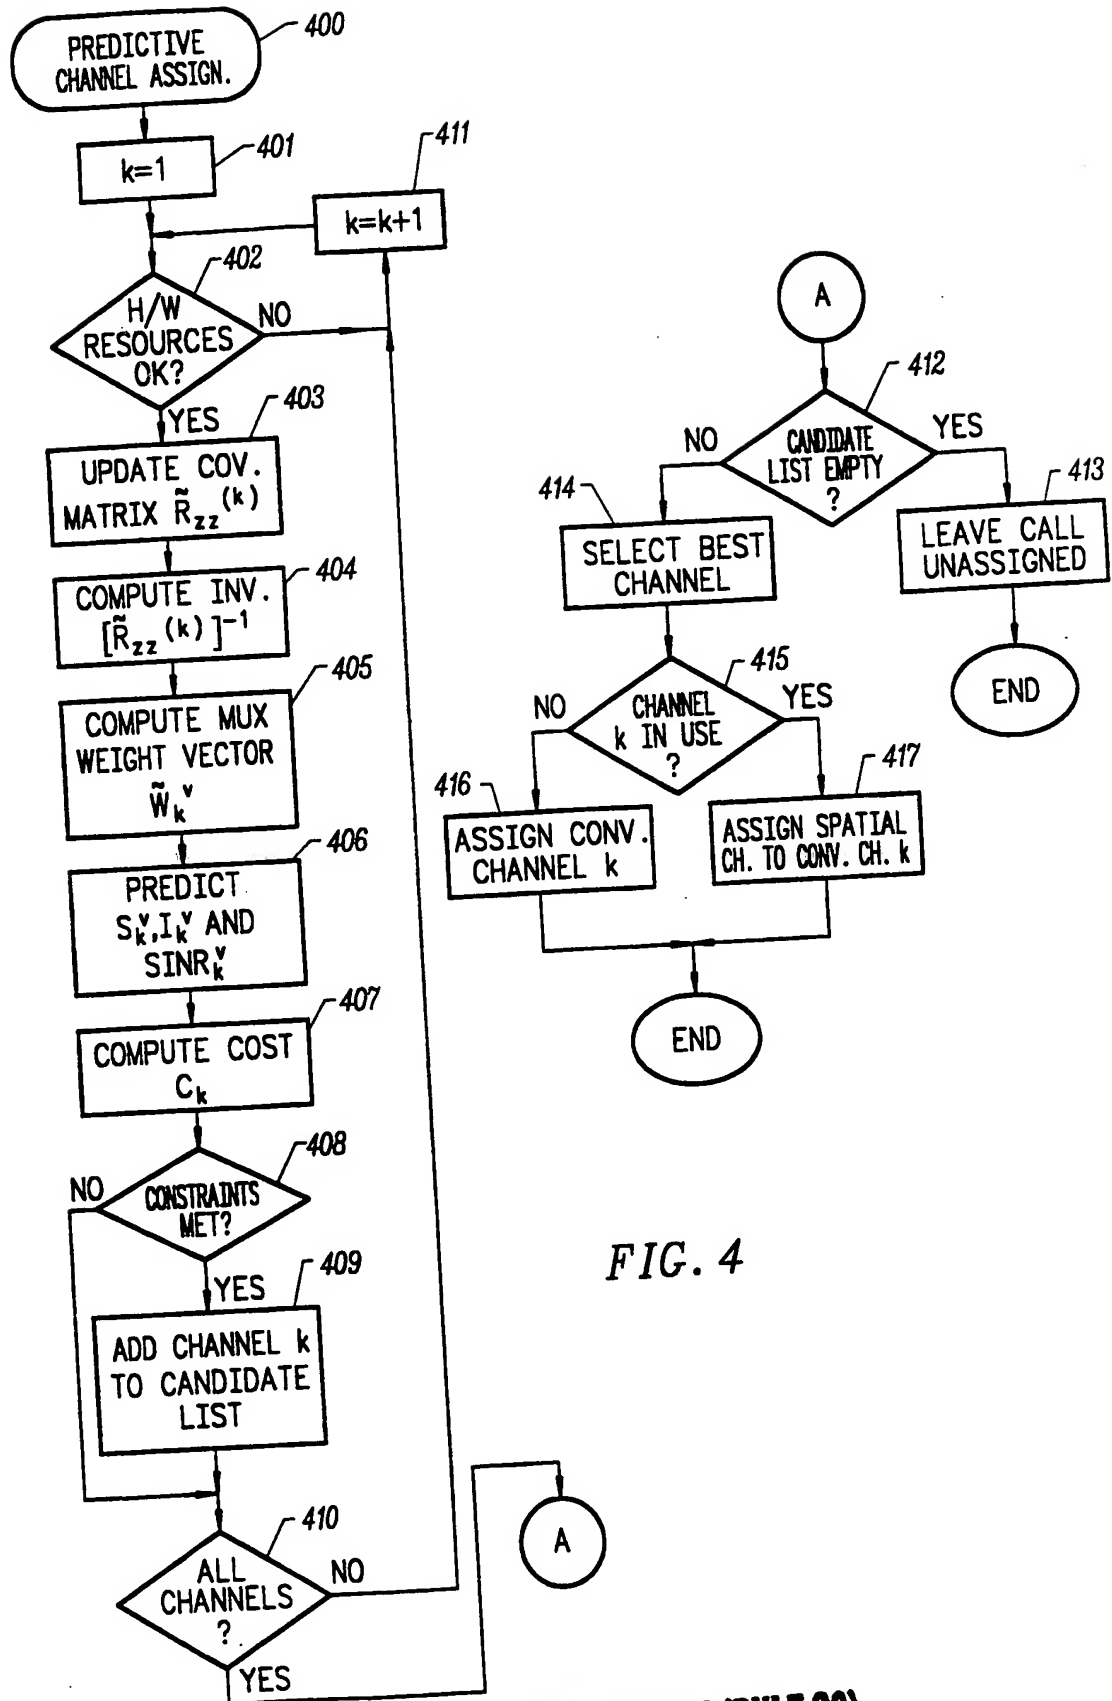 PREDICTIVE
CHANNEL ASSIGN.
400
k=1
401
411
k=k+1
402
H/W
RESOURCES
OK?
NO
YES
403
UPDATE COV.
MATRIX R̃zz(k)
404
COMPUTE INV.
[R̃zz(k)]⁻¹
405
COMPUTE MUX
WEIGHT VECTOR
W̃kᵛ
406
PREDICT
Skᵛ,Ikᵛ AND
SINRkᵛ
407
COMPUTE COST
Ck
408
NO
CONSTRAINTS
MET?
YES
409
ADD CHANNEL k
TO CANDIDATE
LIST
410
ALL
CHANNELS
?
NO
YES
A
A
412
NO
CANDIDATE
LIST EMPTY
?
YES
414
SELECT BEST
CHANNEL
413
LEAVE CALL
UNASSIGNED
END
415
NO
CHANNEL
k IN USE
?
YES
416
ASSIGN CONV.
CHANNEL k
417
ASSIGN SPATIAL
CH. TO CONV. CH. k
END
FIG. 4